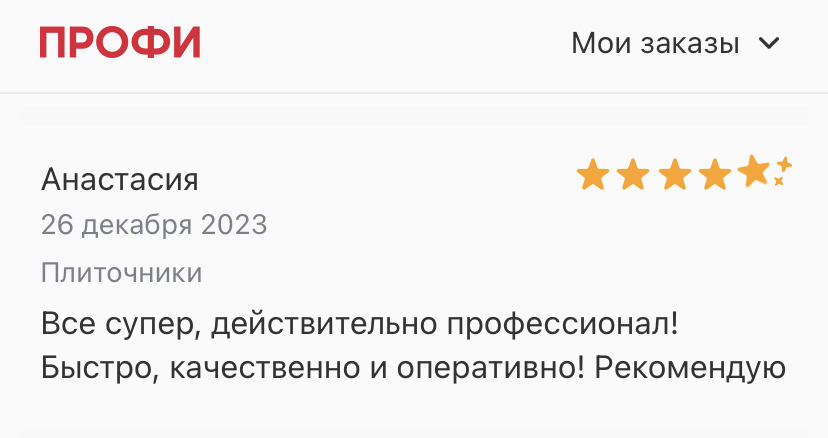 ПРОФИ
Мои заказы
Анастасия
26 декабря 2023
Плиточники
Все супер, действительно профессионал!
Быстро, качественно и оперативно! Рекомендую